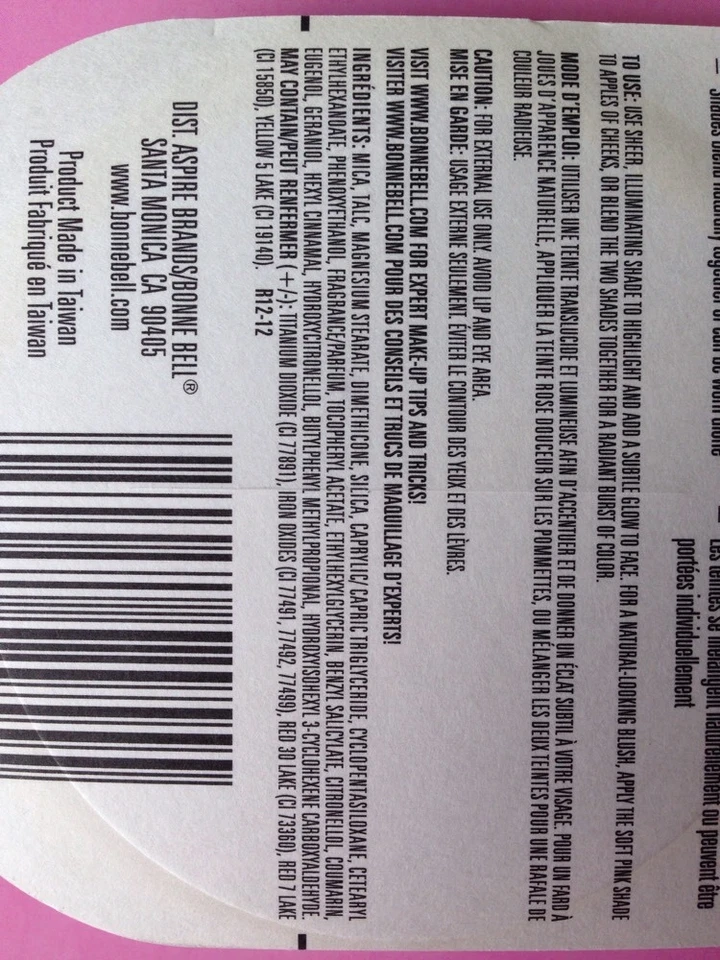 portées individuellement
TO USE: USE SHEER, ILLUMINATING SHADE TO HIGHLIGHT AND ADD A SUBTLE GLOW TO FACE. FOR A NATURAL-LOOKING BLUSH, APPLY THE SOFT PINK SHADE
TO APPLES OF CHEEKS, OR BLEND THE TWO SHADES TOGETHER FOR A RADIANT BURST OF COLOR.
MODE D'EMPLOI: UTILISER UNE TEINTE TRANSLUCIDE ET LUMINEUSE AFIN D'ACCENTUER ET DE DONNER UN ÉCLAT SUBTIL À VOTRE VISAGE. POUR UN FARD À
JOUES D'APPARENCE NATURELLE, APPLIQUER LA TEINTE ROSE DOUCEUR SUR LES POMMETTES, OU MÉLANGER LES DEUX TEINTES POUR UNE RAFALE DE
COULEUR RADIEUSE.
CAUTION: FOR EXTERNAL USE ONLY. AVOID LIP AND EYE AREA.
MISE EN GARDE: USAGE EXTERNE SEULEMENT. ÉVITER LE CONTOUR DES YEUX ET DES LÈVRES.
VISIT WWW.BONNEBELL.COM FOR EXPERT MAKE-UP TIPS AND TRICKS!
VISITER WWW.BONNEBELL.COM POUR DES CONSEILS ET TRUCS DE MAQUILLAGE D'EXPERTS!
INGRÉDIENTS: MICA, TALC, MAGNESIUM STEARATE, DIMETHICONE, SILICA, CAPRYLIC/CAPRIC TRIGLYCERIDE, CYCLOPENTASILOXANE, CETEARYL
ETHYLHEXANOATE, PHENOXYETHANOL, FRAGRANCE/PARFUM, TOCOPHERYL ACETATE, ETHYLHEXYLGLYCERIN, BENZYL SALICYLATE, CITRONELLOL, COUMARIN,
EUGENOL, GERANIOL, HEXYL CINNAMAL, HYDROXYCITRONELLOL, BUTYLPHENYL METHYLPROPIONAL, HYDROXYISOHEXYL 3-CYCLOHEXENE CARBOXYALDEHYDE.
MAY CONTAIN/PEUT RENFERMER (+/-): TITANIUM DIOXIDE (CI 77891), IRON OXIDES (CI 77491, 77492, 77499), RED 30 LAKE (CI 73360), RED 7 LAKE
(CI 15850), YELLOW 5 LAKE (CI 19140). R12-12
DIST. ASPIRE BRANDS/BONNE BELL®
SANTA MONICA CA 90405
www.bonnebell.com
Product Made in Taiwan
Produit Fabriqué en Taiwan